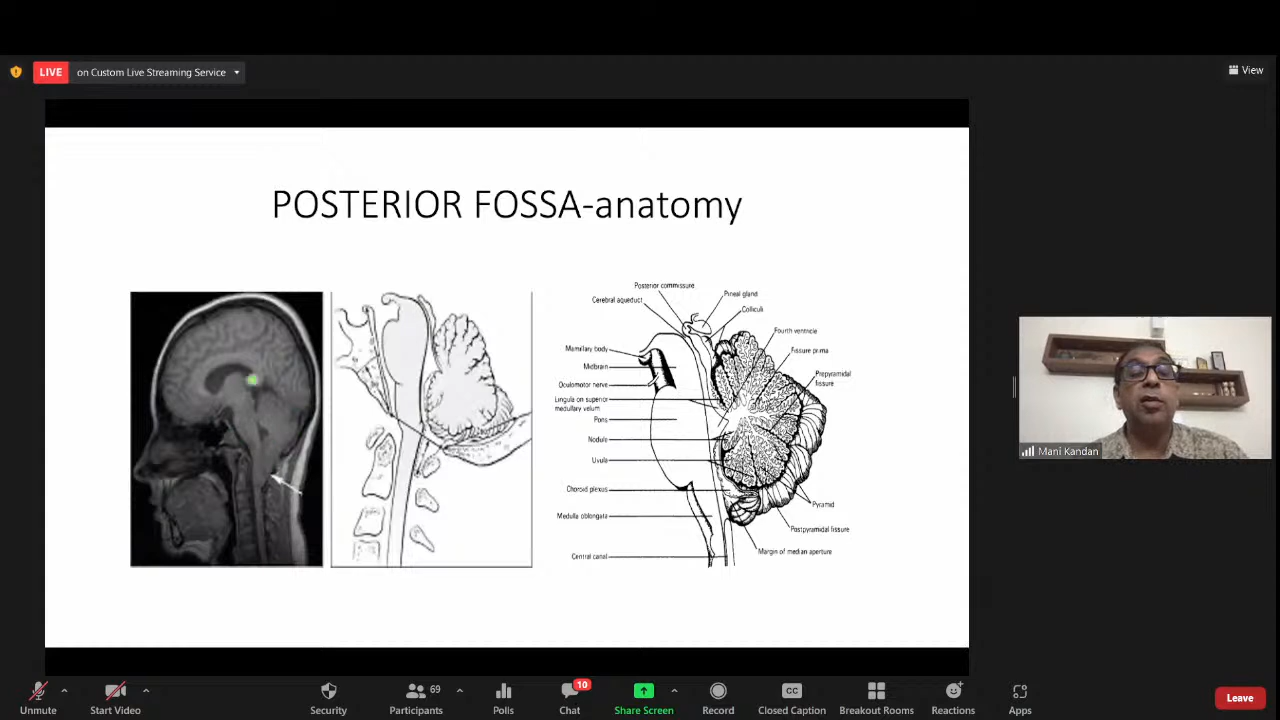 LIVE
on Custom Live Streaming Service
View
POSTERIOR FOSSA-anatomy
Posterior commissure
Cerebral aqueduct
Pineal gland
Colliculi
Fourth ventricle
Fissure prima
Prepyramidal
fissure
Mamillary body
Midbrain
Oculomotor nerve
Lingula on superior
medullary velum
Pons
Nodule
Uvula
Choroid plexus
Medulla oblongata
Central canal
Pyramid
Postpyramidal fissure
Margin of median aperture
Mani Kandan
Unmute
Start Video
Security
69
Participants
Polls
10
Chat
Share Screen
Record
CC
Closed Caption
Breakout Rooms
Reactions
Apps
Leave